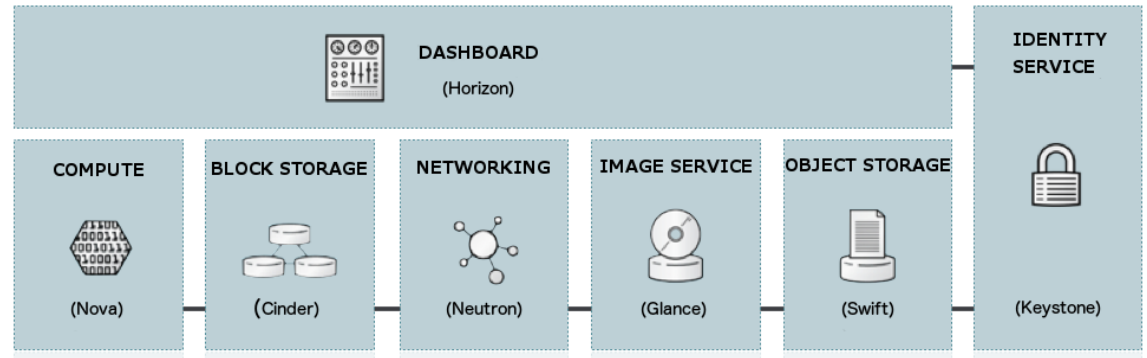 DASHBOARD
(Horizon)
IDENTITY
SERVICE
COMPUTE
(Nova)
BLOCK STORAGE
(Cinder)
NETWORKING
(Neutron)
IMAGE SERVICE
(Glance)
OBJECT STORAGE
(Swift)
(Keystone)